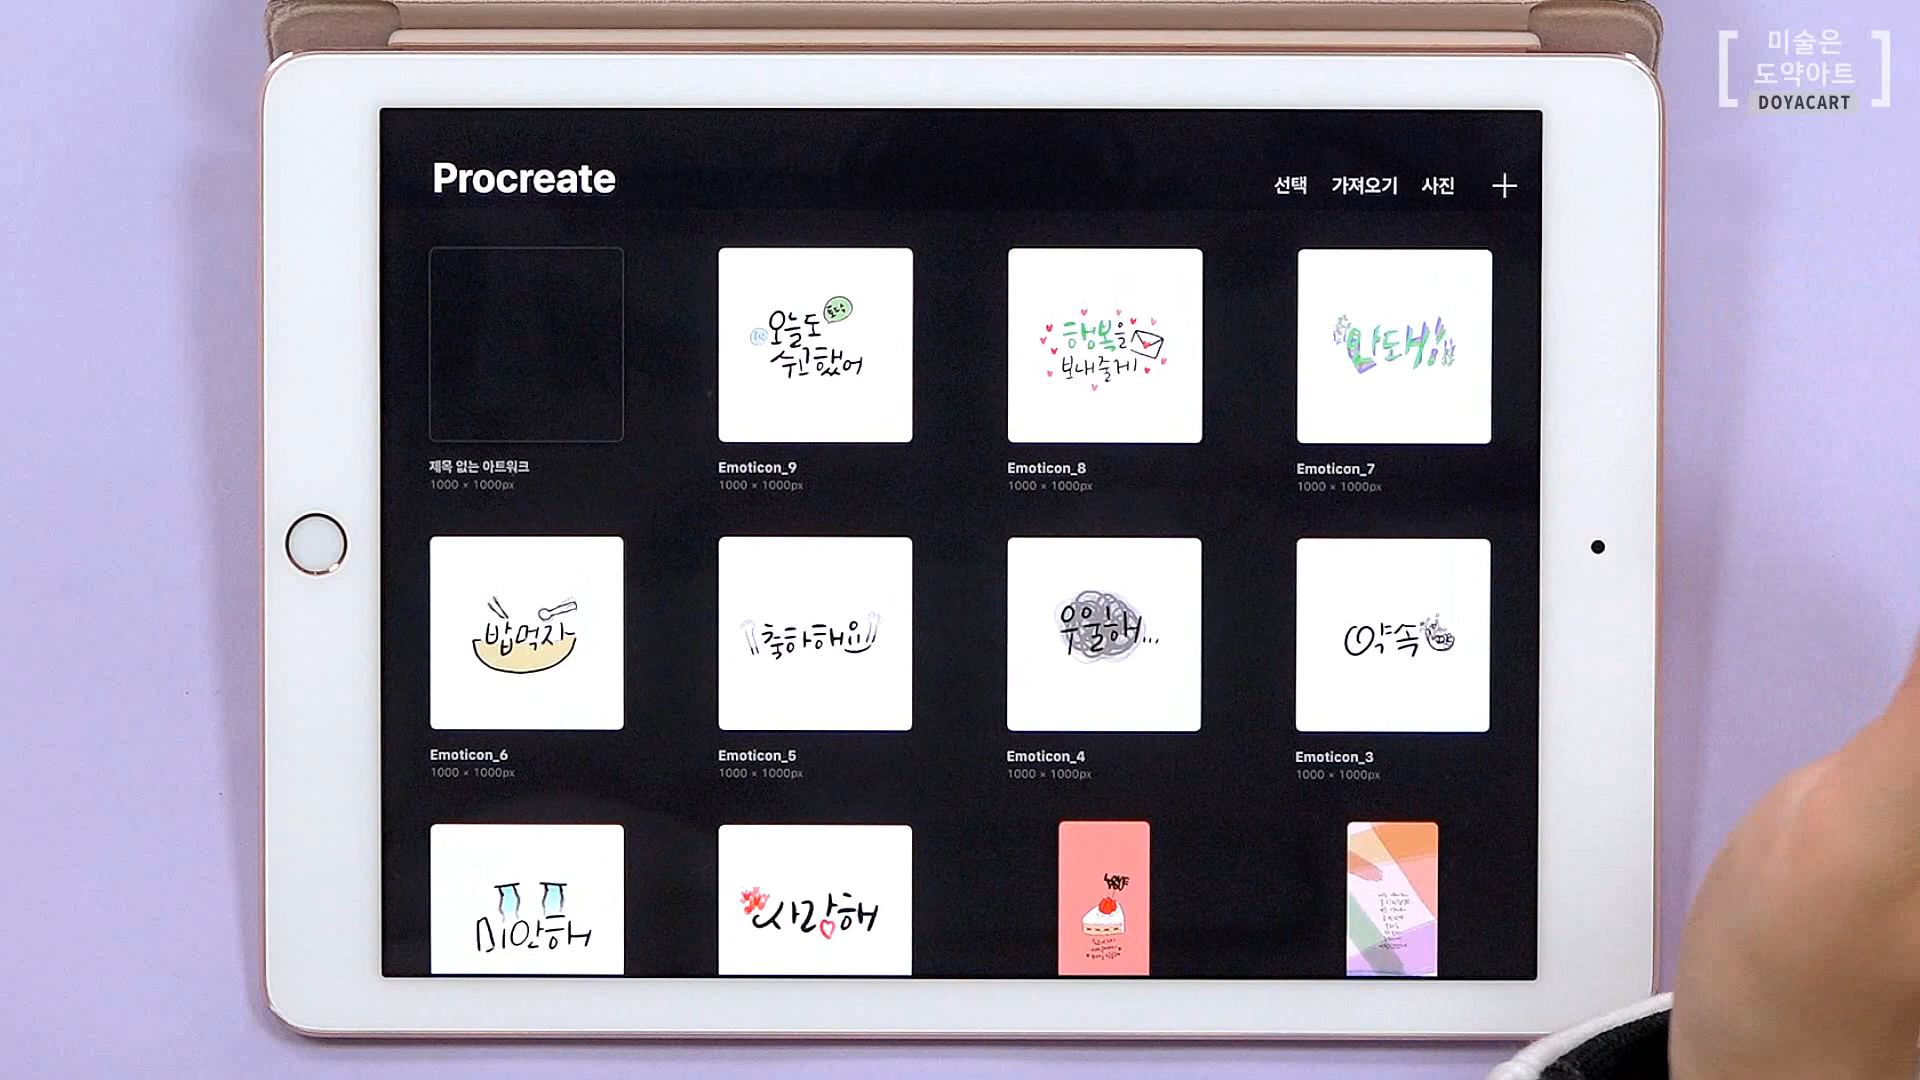 미술은
도약아트
DOYACART
Procreate
선택 가져오기 사진
오늘도
수고했어
토닥
행복을
보내줄게!
제목 없는 아트워크
1000 × 1000px
Emoticon_9
1000 × 1000px
Emoticon_8
1000 × 1000px
Emoticon_7
1000 × 1000px
밥먹자
축하해요
우울해...
약속
Emoticon_6
1000 × 1000px
Emoticon_5
1000 × 1000px
Emoticon_4
1000 × 1000px
Emoticon_3
1000 × 1000px
미안해
사랑해